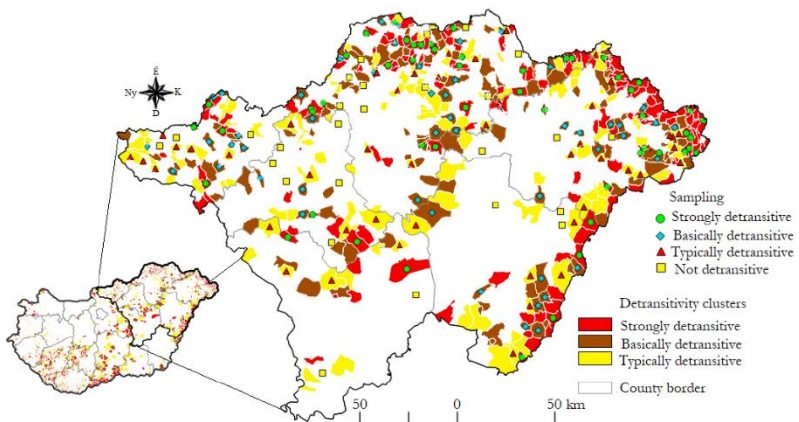 É
Ny K
D
Sampling
Strongly detransitive
Basically detransitive
Typically detransitive
Not detransitive
Detransitivity clusters
Strongly detransitive
Basically detransitive
Typically detransitive
County border
50 0 50 km